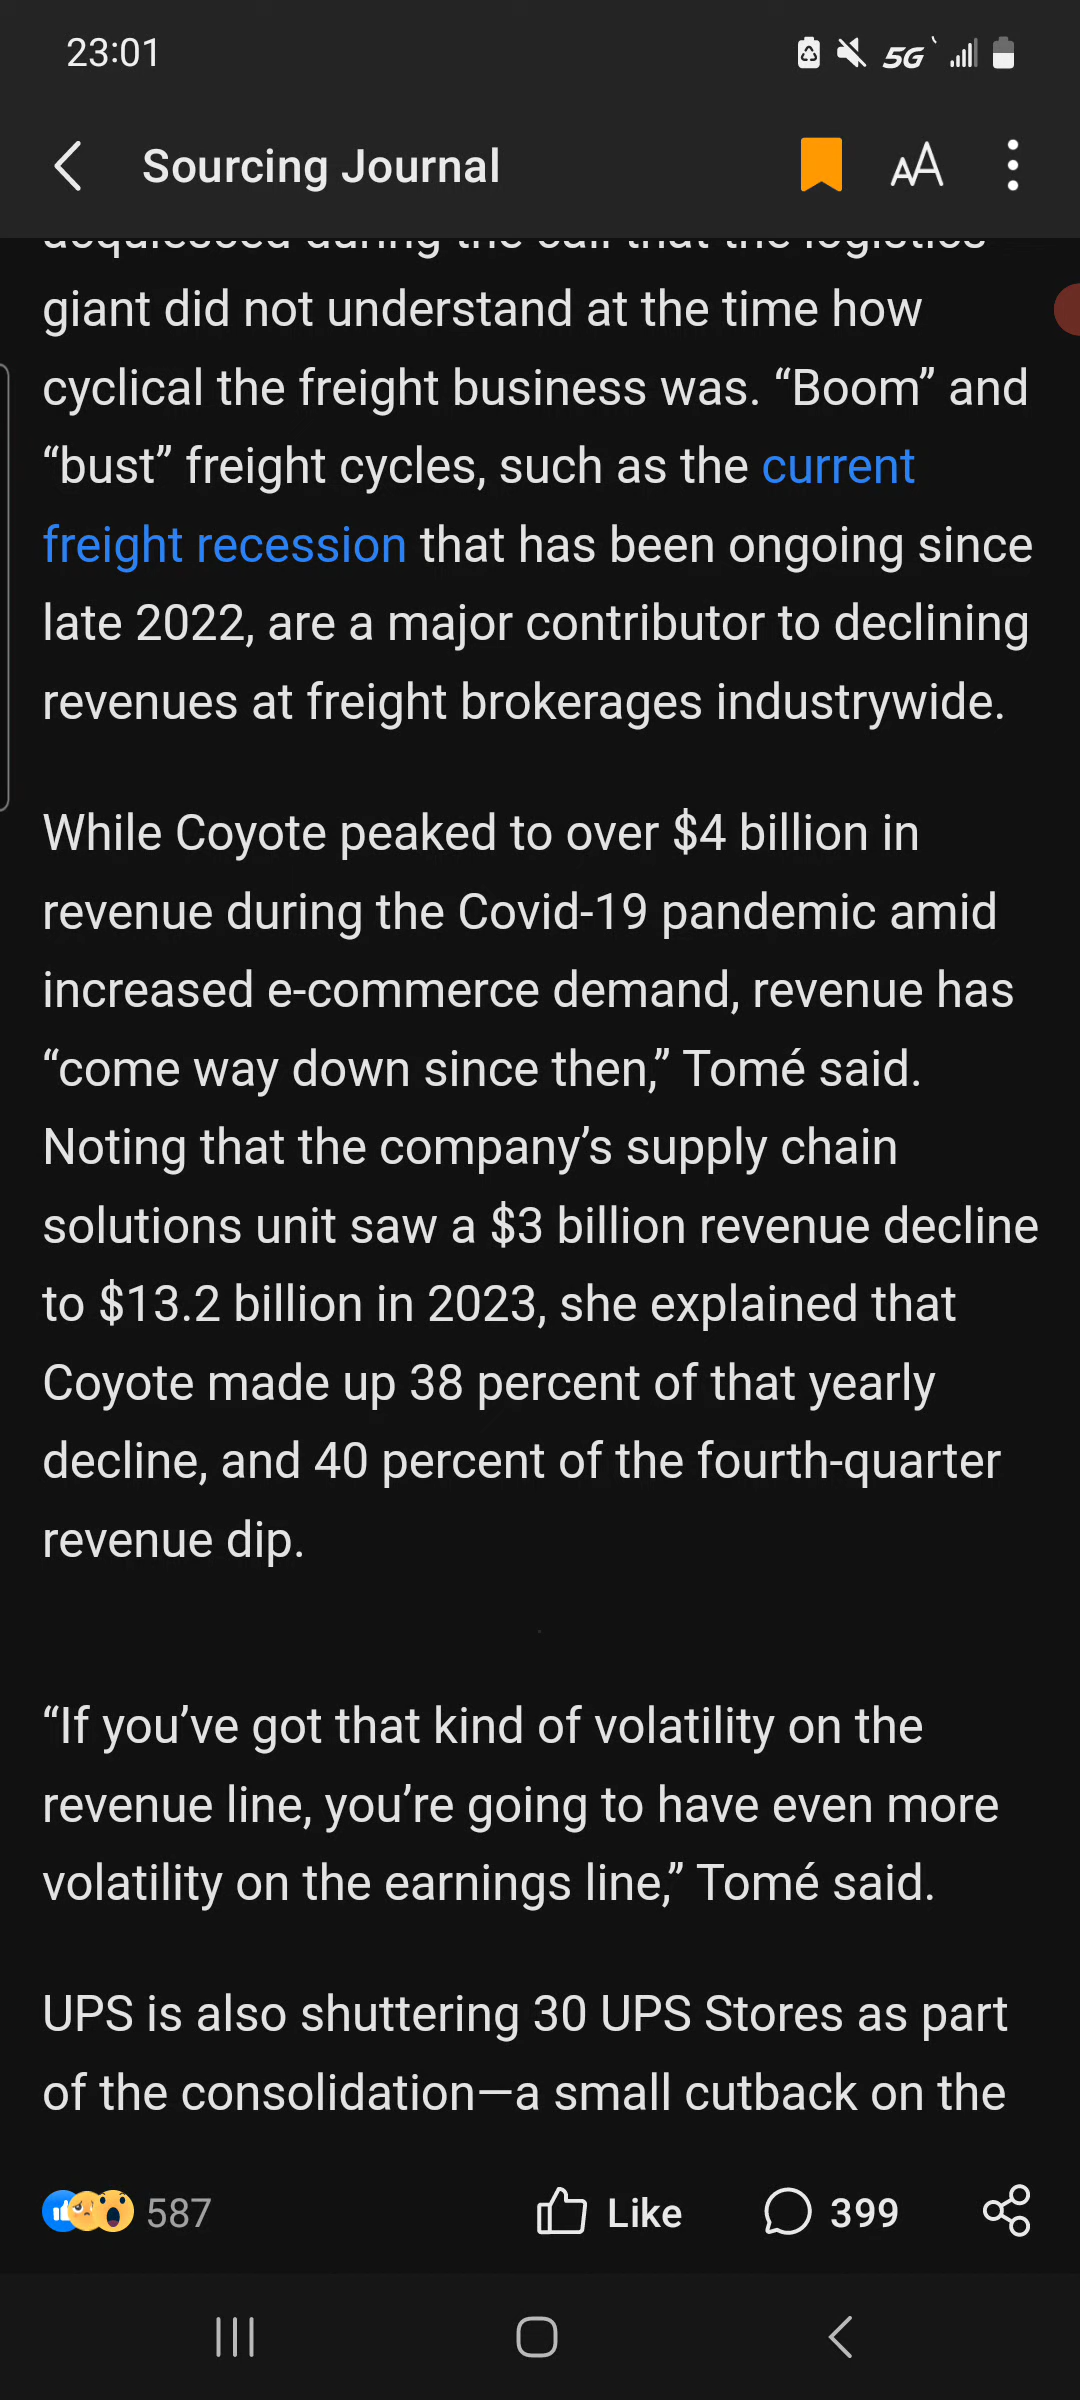 23:01
5G
Sourcing Journal
acquiesced during the call that the logistics
giant did not understand at the time how
cyclical the freight business was. “Boom” and
“bust” freight cycles, such as the current
freight recession that has been ongoing since
late 2022, are a major contributor to declining
revenues at freight brokerages industrywide.
While Coyote peaked to over $4 billion in
revenue during the Covid-19 pandemic amid
increased e-commerce demand, revenue has
“come way down since then,” Tomé said.
Noting that the company’s supply chain
solutions unit saw a $3 billion revenue decline
to $13.2 billion in 2023, she explained that
Coyote made up 38 percent of that yearly
decline, and 40 percent of the fourth-quarter
revenue dip.
“If you’ve got that kind of volatility on the
revenue line, you’re going to have even more
volatility on the earnings line,” Tomé said.
UPS is also shuttering 30 UPS Stores as part
of the consolidation—a small cutback on the
587 Like 399